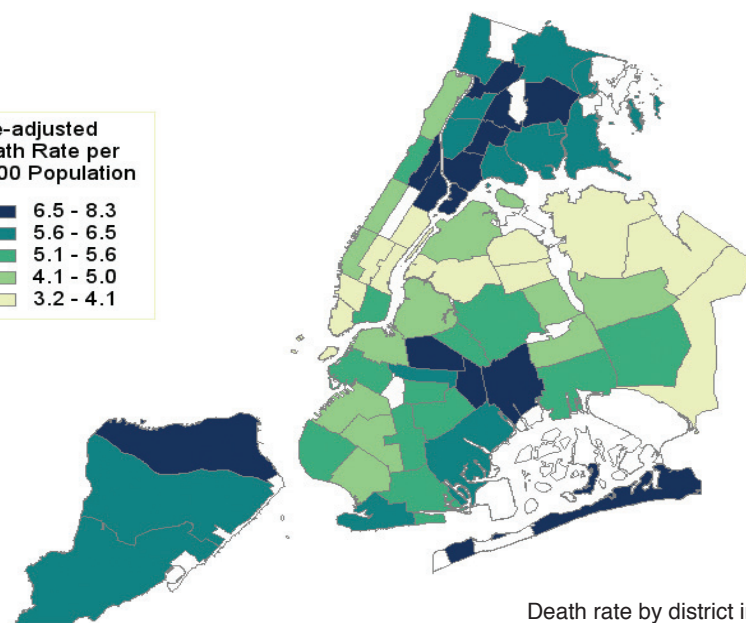 e-adjusted
ath Rate per
00 Population
6.5 - 8.3
5.6 - 6.5
5.1 - 5.6
4.1 - 5.0
3.2 - 4.1
Death rate by district i